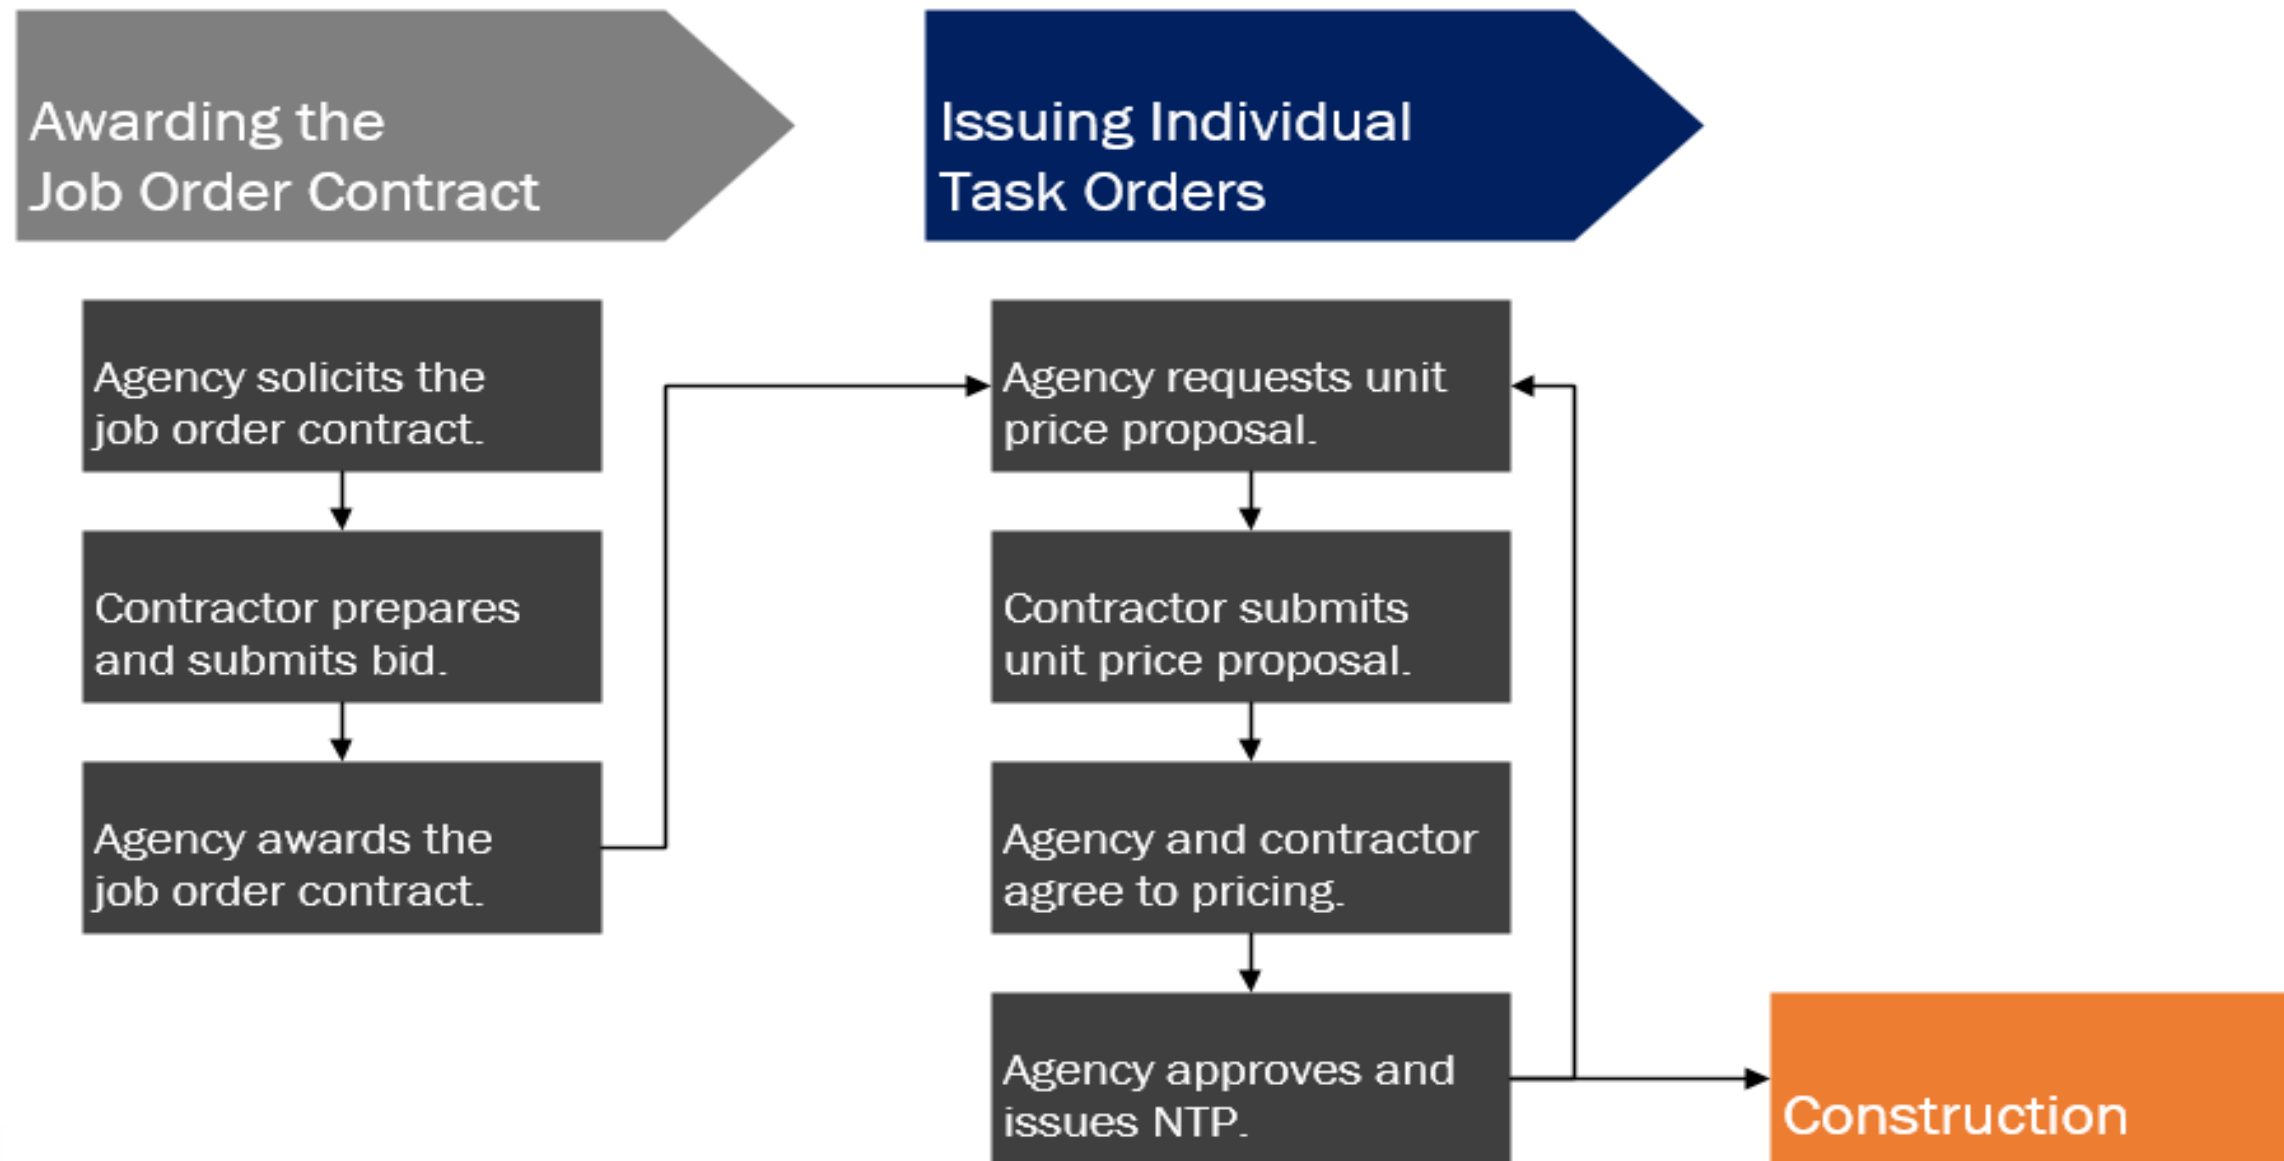 Awarding the
Job Order Contract
Issuing Individual
Task Orders
Agency solicits the
job order contract.
Contractor prepares
and submits bid.
Agency awards the
job order contract.
Agency requests unit
price proposal.
Contractor submits
unit price proposal.
Agency and contractor
agree to pricing.
Agency approves and
issues NTP.
Construction